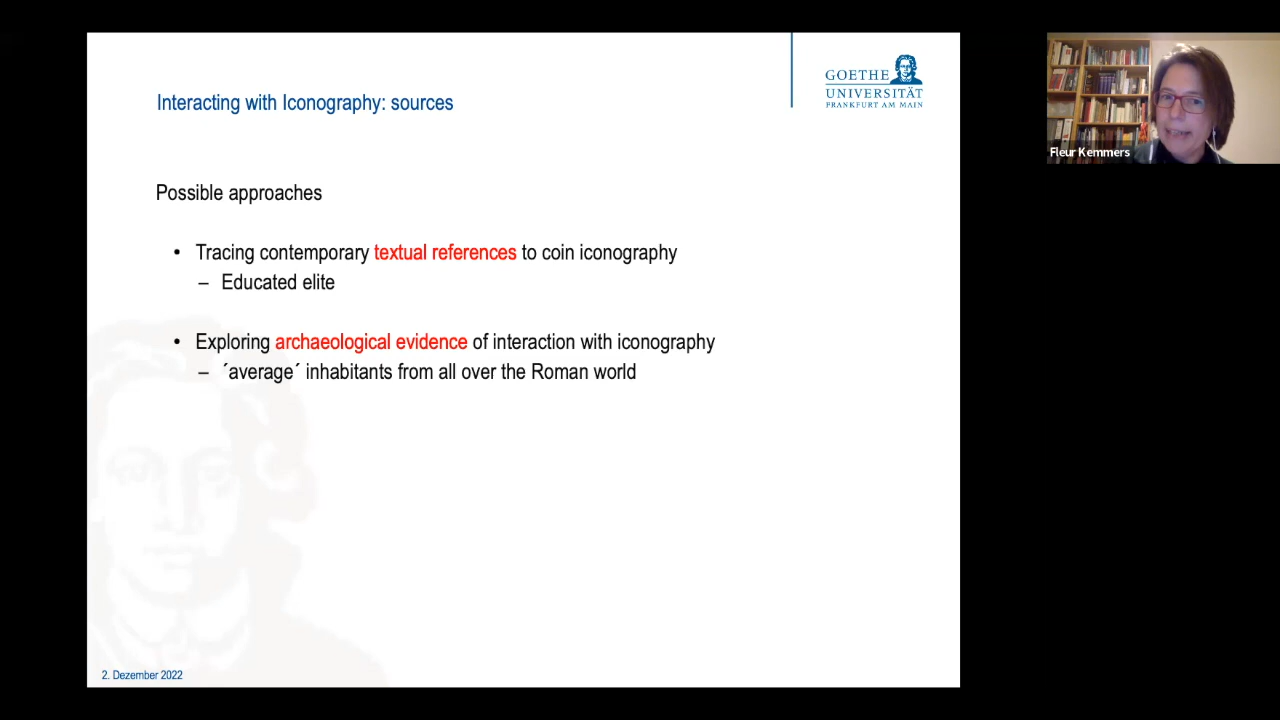 Interacting with Iconography: sources
GOETHE
UNIVERSITÄT
FRANKFURT AM MAIN
Fleur Kemmers
Possible approaches
• Tracing contemporary textual references to coin iconography
– Educated elite
• Exploring archaeological evidence of interaction with iconography
– ´average´ inhabitants from all over the Roman world
2. Dezember 2022